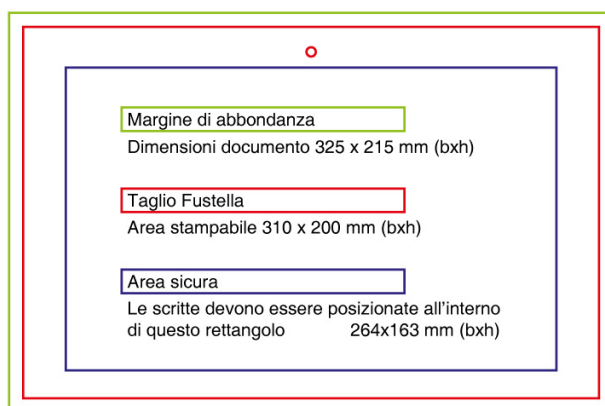 Margine di abbondanza
Dimensioni documento 325 x 215 mm (bxh)
Taglio Fustella
Area stampabile 310 x 200 mm (bxh)
Area sicura
Le scritte devono essere posizionate all'interno
di questo rettangolo 264x163 mm (bxh)